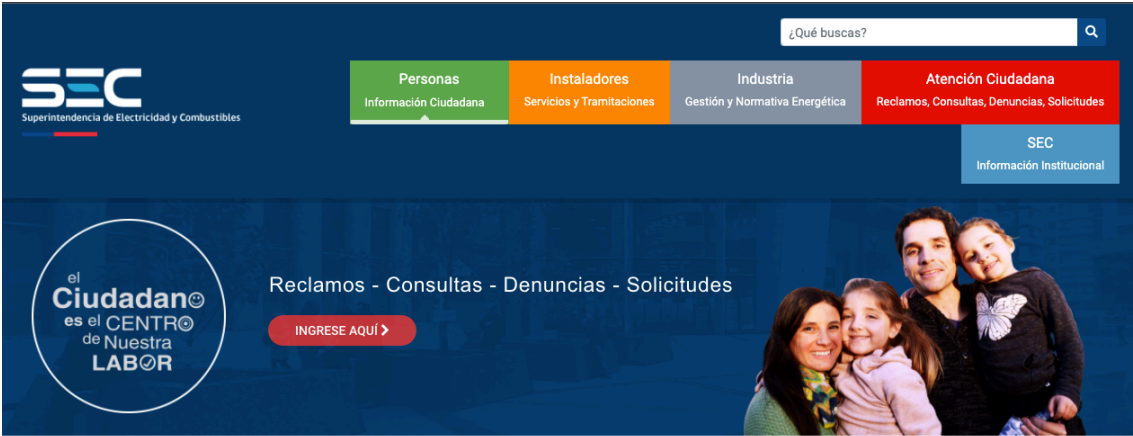 ¿Qué buscas?
SEC
Superintendencia de Electricidad y Combustibles
Personas
Información Ciudadana
Instaladores
Servicios y Tramitaciones
Industria
Gestión y Normativa Energética
Atención Ciudadana
Reclamos, Consultas, Denuncias, Solicitudes
SEC
Información Institucional
el
Ciudadano
es el CENTRO
de Nuestra
LABOR
Reclamos - Consultas - Denuncias - Solicitudes
INGRESE AQUÍ